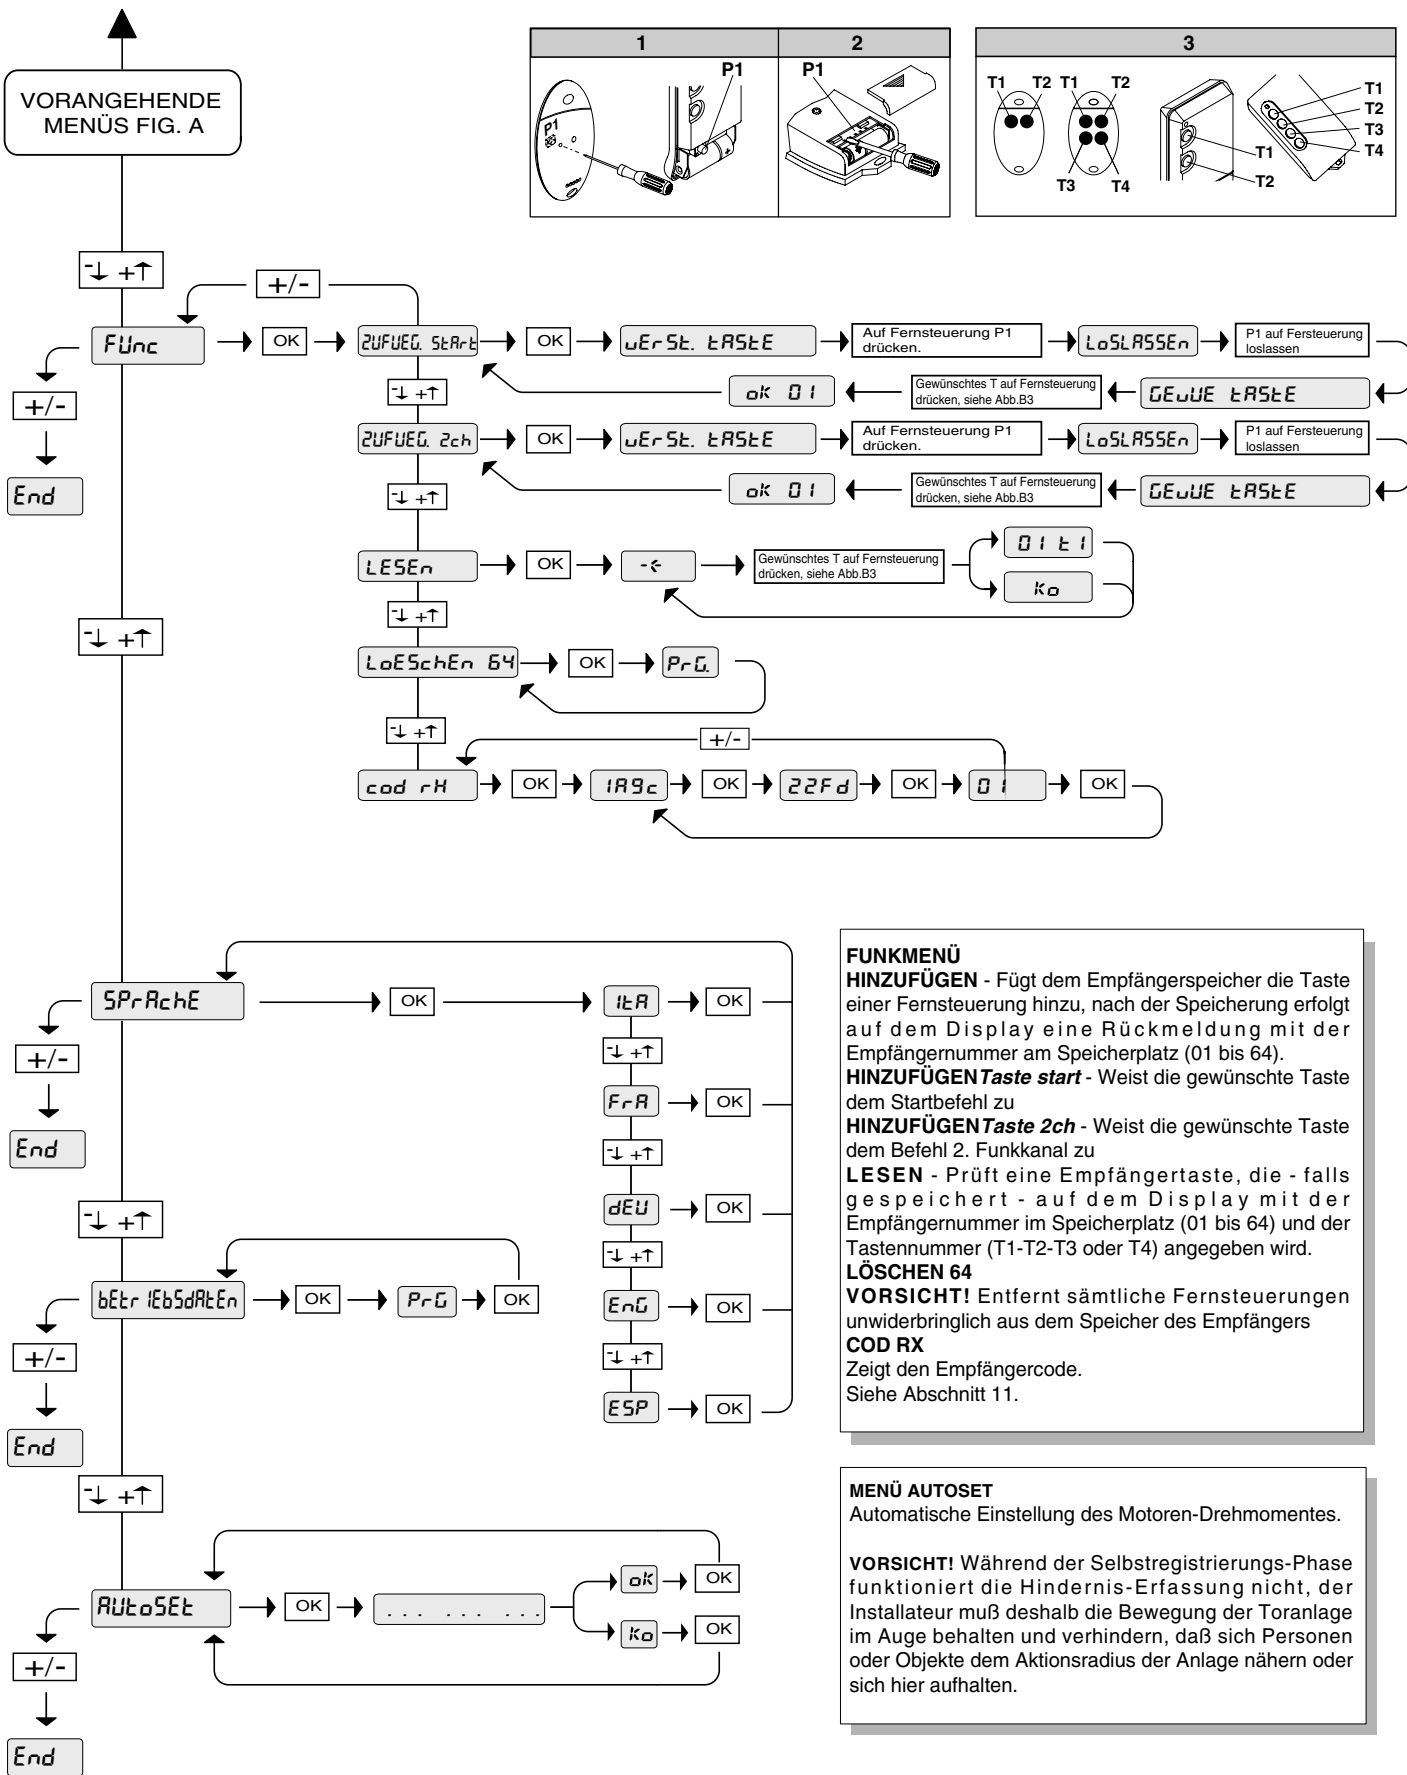 VORANGEHENDE
MENÜS FIG. A
1
2
3
P1
P1
P1
T1
T2
T1
T2
T3
T4
T1
T2
T1
T2
T3
T4
-↓ +↑
+/-
FUnc
OK
ZUFUEG. StArt
OK
vErSt. tAStE
Auf Fernsteuerung P1
drücken.
LoSLASSEn
P1 auf Fersteuerung
loslassen
+/-
End
-↓ +↑
oK 01
Gewünschtes T auf Fernsteuerung
drücken, siehe Abb.B3
GEwUE tAStE
ZUFUEG. 2ch
OK
vErSt. tAStE
Auf Fernsteuerung P1
drücken.
LoSLASSEn
P1 auf Fersteuerung
loslassen
-↓ +↑
oK 01
Gewünschtes T auf Fernsteuerung
drücken, siehe Abb.B3
GEwUE tAStE
LESEn
OK
Gewünschtes T auf Fernsteuerung
drücken, siehe Abb.B3
01 t1
Ko
-↓ +↑
-↓ +↑
LoESchEn 64
OK
PrG.
-↓ +↑
+/-
cod rH
OK
1A9c
OK
22Fd
OK
01
OK
SPrAchE
OK
ItA
OK
-↓ +↑
FrA
OK
-↓ +↑
dEU
OK
-↓ +↑
EnG
OK
-↓ +↑
ESP
OK
+/-
End
-↓ +↑
bEtrIEbSdAtEn
OK
PrG
OK
+/-
End
-↓ +↑
AUtoSEt
OK
... ... ...
oK
OK
Ko
OK
+/-
End
FUNKMENÜ
HINZUFÜGEN - Fügt dem Empfängerspeicher die Taste
einer Fernsteuerung hinzu, nach der Speicherung erfolgt
auf dem Display eine Rückmeldung mit der
Empfängernummer am Speicherplatz (01 bis 64).
HINZUFÜGEN Taste start - Weist die gewünschte Taste
dem Startbefehl zu
HINZUFÜGEN Taste 2ch - Weist die gewünschte Taste
dem Befehl 2. Funkkanal zu
LESEN - Prüft eine Empfängertaste, die - falls
gespeichert - auf dem Display mit der
Empfängernummer im Speicherplatz (01 bis 64) und der
Tastennummer (T1-T2-T3 oder T4) angegeben wird.
LÖSCHEN 64
VORSICHT! Entfernt sämtliche Fernsteuerungen
unwiderbringlich aus dem Speicher des Empfängers
COD RX
Zeigt den Empfängercode.
Siehe Abschnitt 11.
MENÜ AUTOSET
Automatische Einstellung des Motoren-Drehmomentes.
VORSICHT! Während der Selbstregistrierungs-Phase
funktioniert die Hindernis-Erfassung nicht, der
Installateur muß deshalb die Bewegung der Toranlage
im Auge behalten und verhindern, daß sich Personen
oder Objekte dem Aktionsradius der Anlage nähern oder
sich hier aufhalten.